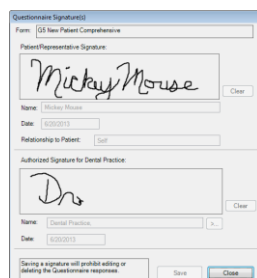 Questionnaire Signature(s)
Form: G5 New Patient Comprehensive
Patient/Representative Signature:
Mickey Mouse
Clear
Name: Mickey Mouse
Date: 6/20/2013
Relationship to Patient: Self
Authorized Signature for Dental Practice:
Clear
Name: Dental Practice, >..
Date: 6/20/2013
Saving a signature will prohibit editing or
deleting the Questionnaire responses.
Save
Close